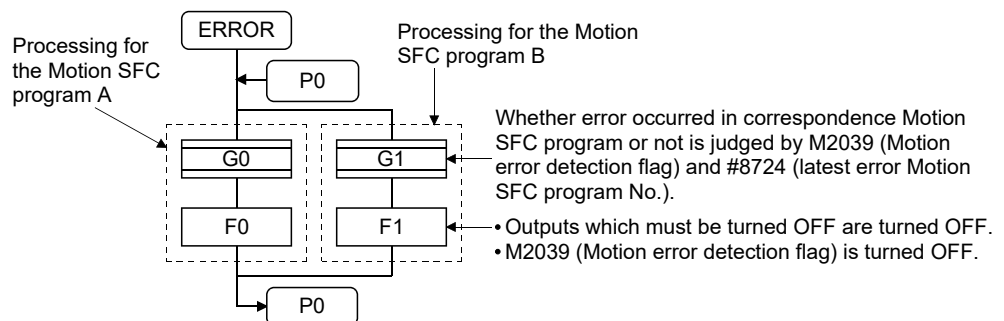 ERROR
Processing for
the Motion SFC
program A
P0
Processing for the Motion
SFC program B
G0
G1
Whether error occurred in correspondence Motion
SFC program or not is judged by M2039 (Motion
error detection flag) and #8724 (latest error Motion
SFC program No.).
F0
F1
• Outputs which must be turned OFF are turned OFF.
• M2039 (Motion error detection flag) is turned OFF.
P0